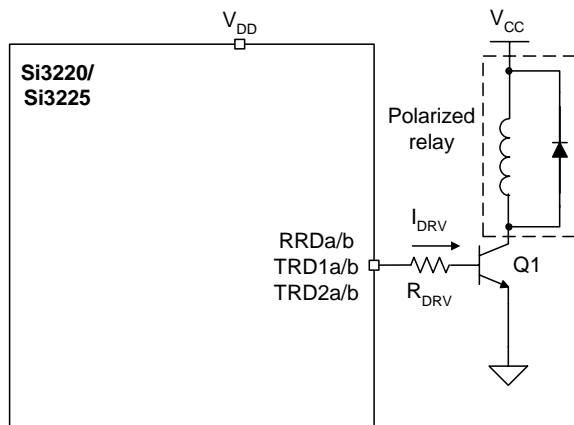 V_DD
V_CC
Si3220/
Si3225
Polarized
relay
I_DRV
RRDa/b
TRD1a/b
TRD2a/b
R_DRV
Q1